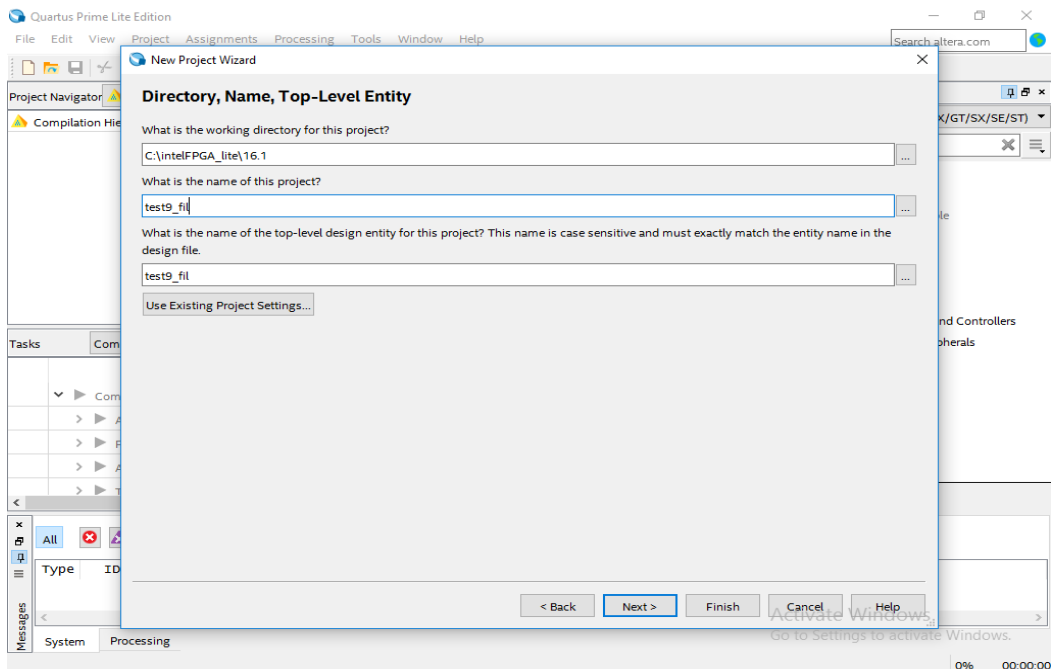 Quartus Prime Lite Edition
File Edit View Project Assignments Processing Tools Window Help
Search altera.com
New Project Wizard
Project Navigator
Directory, Name, Top-Level Entity
X/GT/SX/SE/ST)
Compilation Hie
What is the working directory for this project?
C:\intelFPGA_lite\16.1
...
What is the name of this project?
test9_fil
...
What is the name of the top-level design entity for this project? This name is case sensitive and must exactly match the entity name in the
design file.
test9_fil
...
Use Existing Project Settings...
nd Controllers
Tasks
Com
pherals
Com
All
Type ID
Messages
< Back
Next >
Finish
Cancel
Help
Activate Windows
Go to Settings to activate Windows.
System
Processing
0% 00:00:00